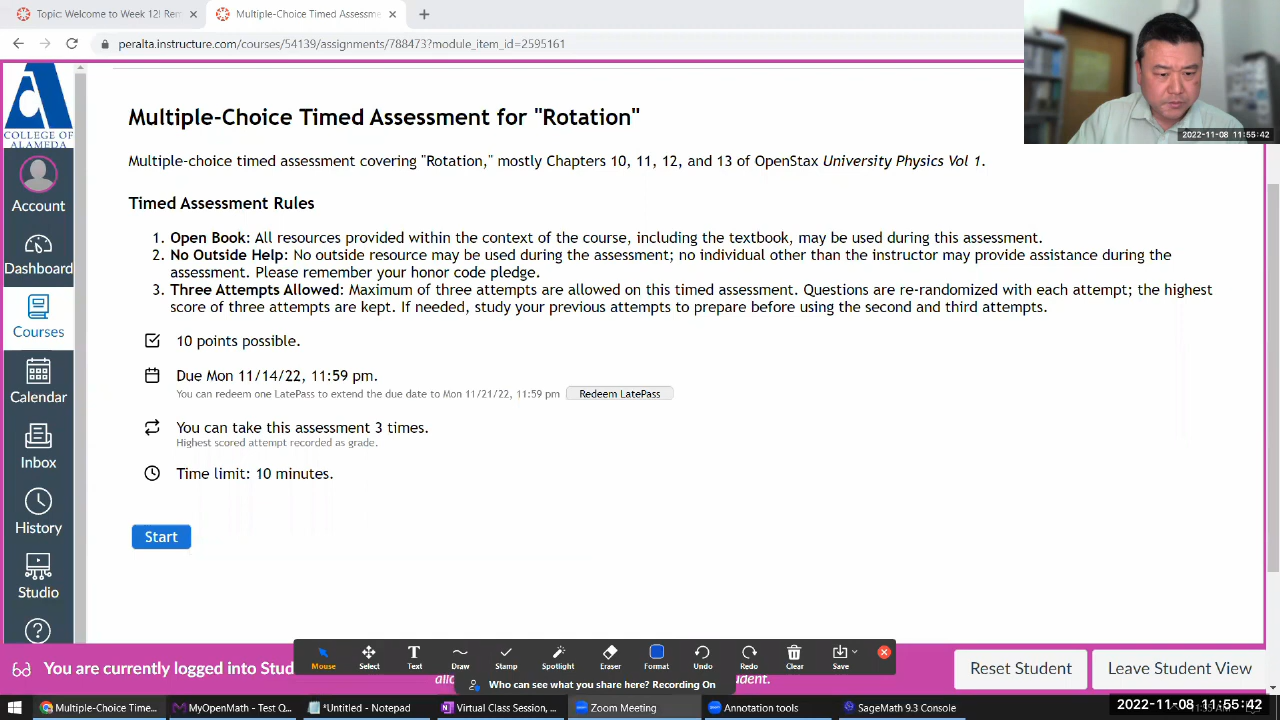 Topic: Welcome to Week 12! Rem
Multiple-Choice Timed Assessme
peralta.instructure.com/courses/54139/assignments/788473?module_item_id=2595161
2022-11-08 11:55:42
COLLEGE OF
ALAMEDA
Account
Dashboard
Courses
Calendar
Inbox
History
Studio
Multiple-Choice Timed Assessment for "Rotation"
Multiple-choice timed assessment covering "Rotation," mostly Chapters 10, 11, 12, and 13 of OpenStax University Physics Vol 1.
Timed Assessment Rules
1. Open Book: All resources provided within the context of the course, including the textbook, may be used during this assessment.
2. No Outside Help: No outside resource may be used during the assessment; no individual other than the instructor may provide assistance during the
assessment. Please remember your honor code pledge.
3. Three Attempts Allowed: Maximum of three attempts are allowed on this timed assessment. Questions are re-randomized with each attempt; the highest
score of three attempts are kept. If needed, study your previous attempts to prepare before using the second and third attempts.
10 points possible.
Due Mon 11/14/22, 11:59 pm.
You can redeem one LatePass to extend the due date to Mon 11/21/22, 11:59 pm Redeem LatePass
You can take this assessment 3 times.
Highest scored attempt recorded as grade.
Time limit: 10 minutes.
Start
Mouse Select Text Draw Stamp Spotlight Eraser Format Undo Redo Clear Save
You are currently logged into Stud
Who can see what you share here? Recording On
Reset Student
Leave Student View
Multiple-Choice Time...
MyOpenMath - Test Q...
*Untitled - Notepad
Virtual Class Session, ...
Zoom Meeting
Annotation tools
SageMath 9.3 Console
2022-11-08 11:55:42